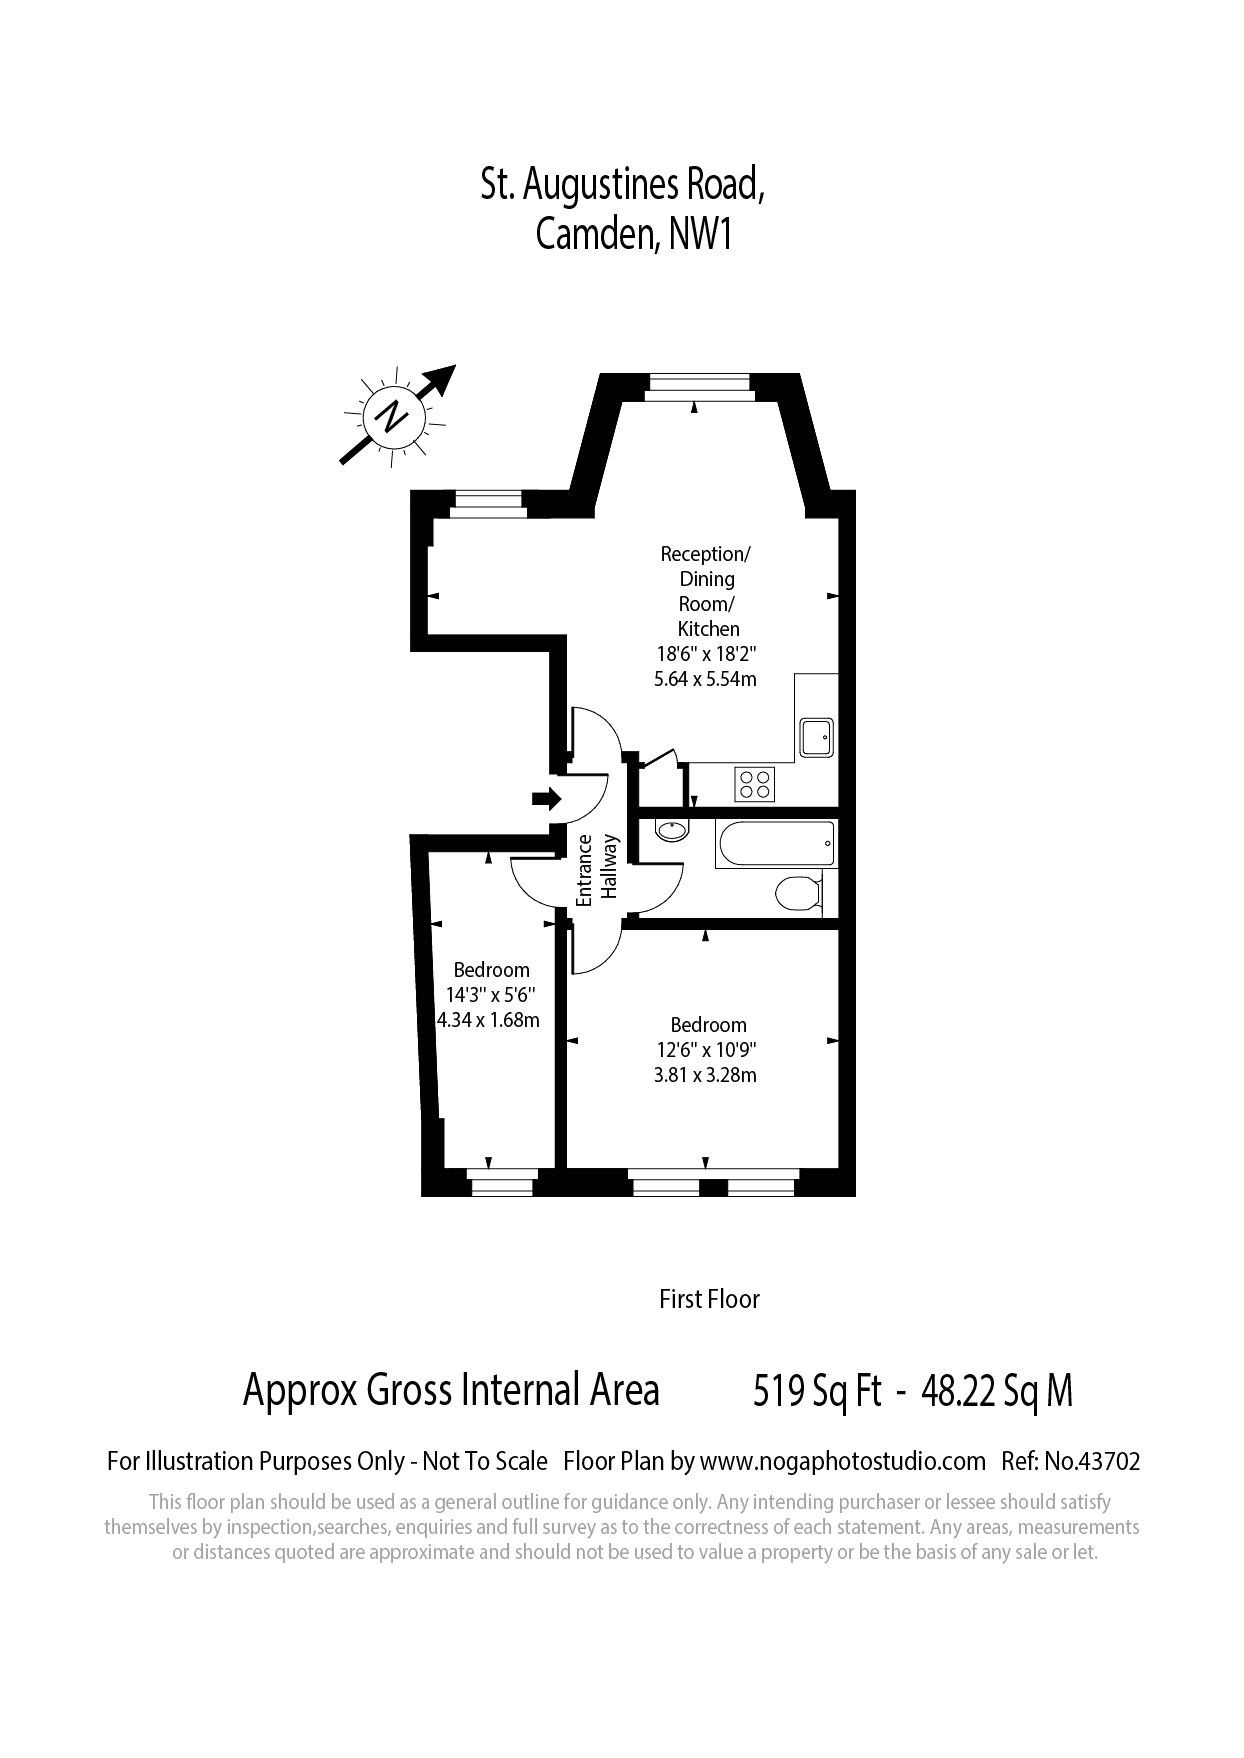 St. Augustines Road,
Camden, NW1
N
Reception/
Dining
Room/
Kitchen
18'6" x 18'2"
5.64 x 5.54m
Entrance
Hallway
Bedroom
14'3'' x 5'6''
4.34 x 1.68m
Bedroom
12'6" x 10'9"
3.81 x 3.28m
First Floor
Approx Gross Internal Area 519 Sq Ft - 48.22 Sq M
For Illustration Purposes Only - Not To Scale Floor Plan by www.nogaphotostudio.com Ref: No.43702
This floor plan should be used as a general outline for guidance only. Any intending purchaser or lessee should satisfy
themselves by inspection,searches, enquiries and full survey as to the correctness of each statement. Any areas, measurements
or distances quoted are approximate and should not be used to value a property or be the basis of any sale or let.